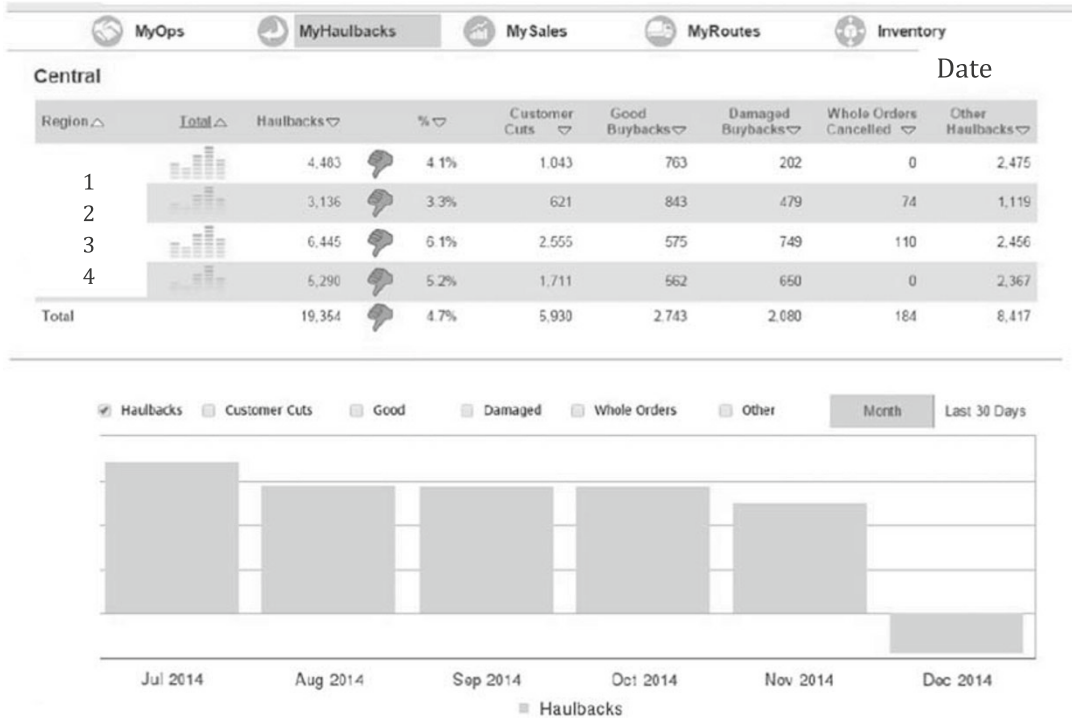 MyOps MyHaulbacks MySales MyRoutes Inventory
Central Date
Region Total Haulbacks % Customer Cuts Good Buybacks Damaged Buybacks Whole Orders Cancelled Other Haulbacks
1 4,483 4.1% 1,043 763 202 0 2,475
2 3,136 3.3% 621 843 479 74 1,119
3 6,445 6.1% 2,555 575 749 110 2,456
4 5,290 5.2% 1,711 562 650 0 2,367
Total 19,354 4.7% 5,930 2,743 2,080 184 8,417
Haulbacks Customer Cuts Good Damaged Whole Orders Other Month Last 30 Days
Jul 2014 Aug 2014 Sep 2014 Oct 2014 Nov 2014 Dec 2014
Haulbacks